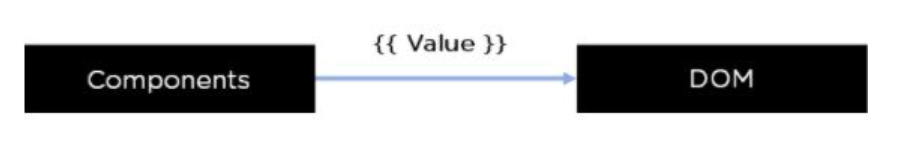 {{ Value }}
Components
DOM